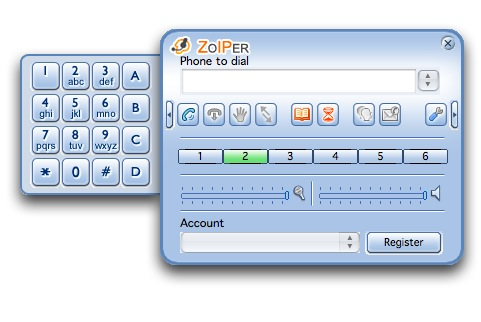 ZoIPer
Phone to dial
1 2 3 A
abc def
4 5 6 B
ghi jkl mno
7 8 9 C
pqrs tuv wxyz
* 0 # D
1 2 3 4 5 6
Account
Register